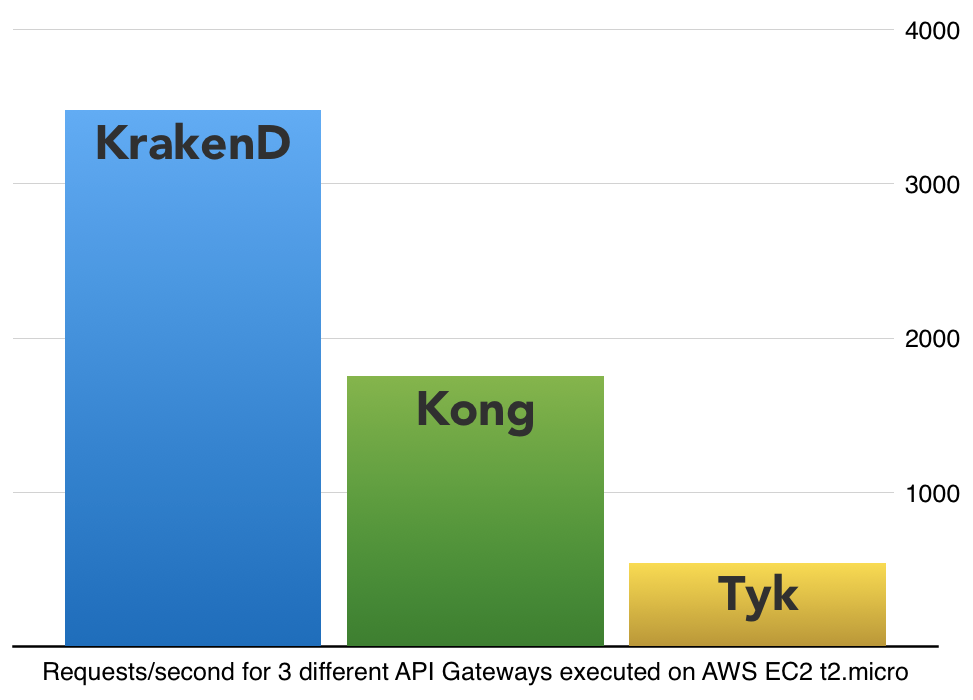 4000
KrakenD
3000
2000
Kong
1000
Tyk
Requests/second for 3 different API Gateways executed on AWS EC2 t2.micro